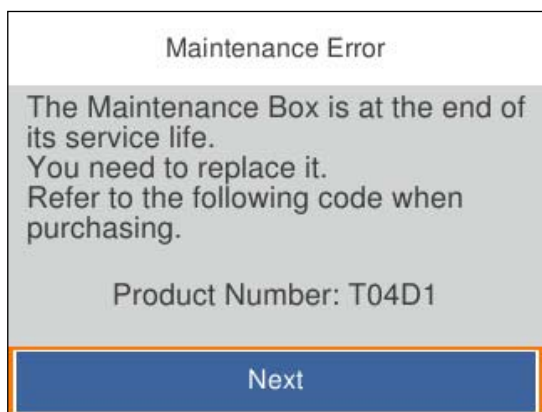 Maintenance Error
The Maintenance Box is at the end of
its service life.
You need to replace it.
Refer to the following code when
purchasing.
Product Number: T04D1
Next